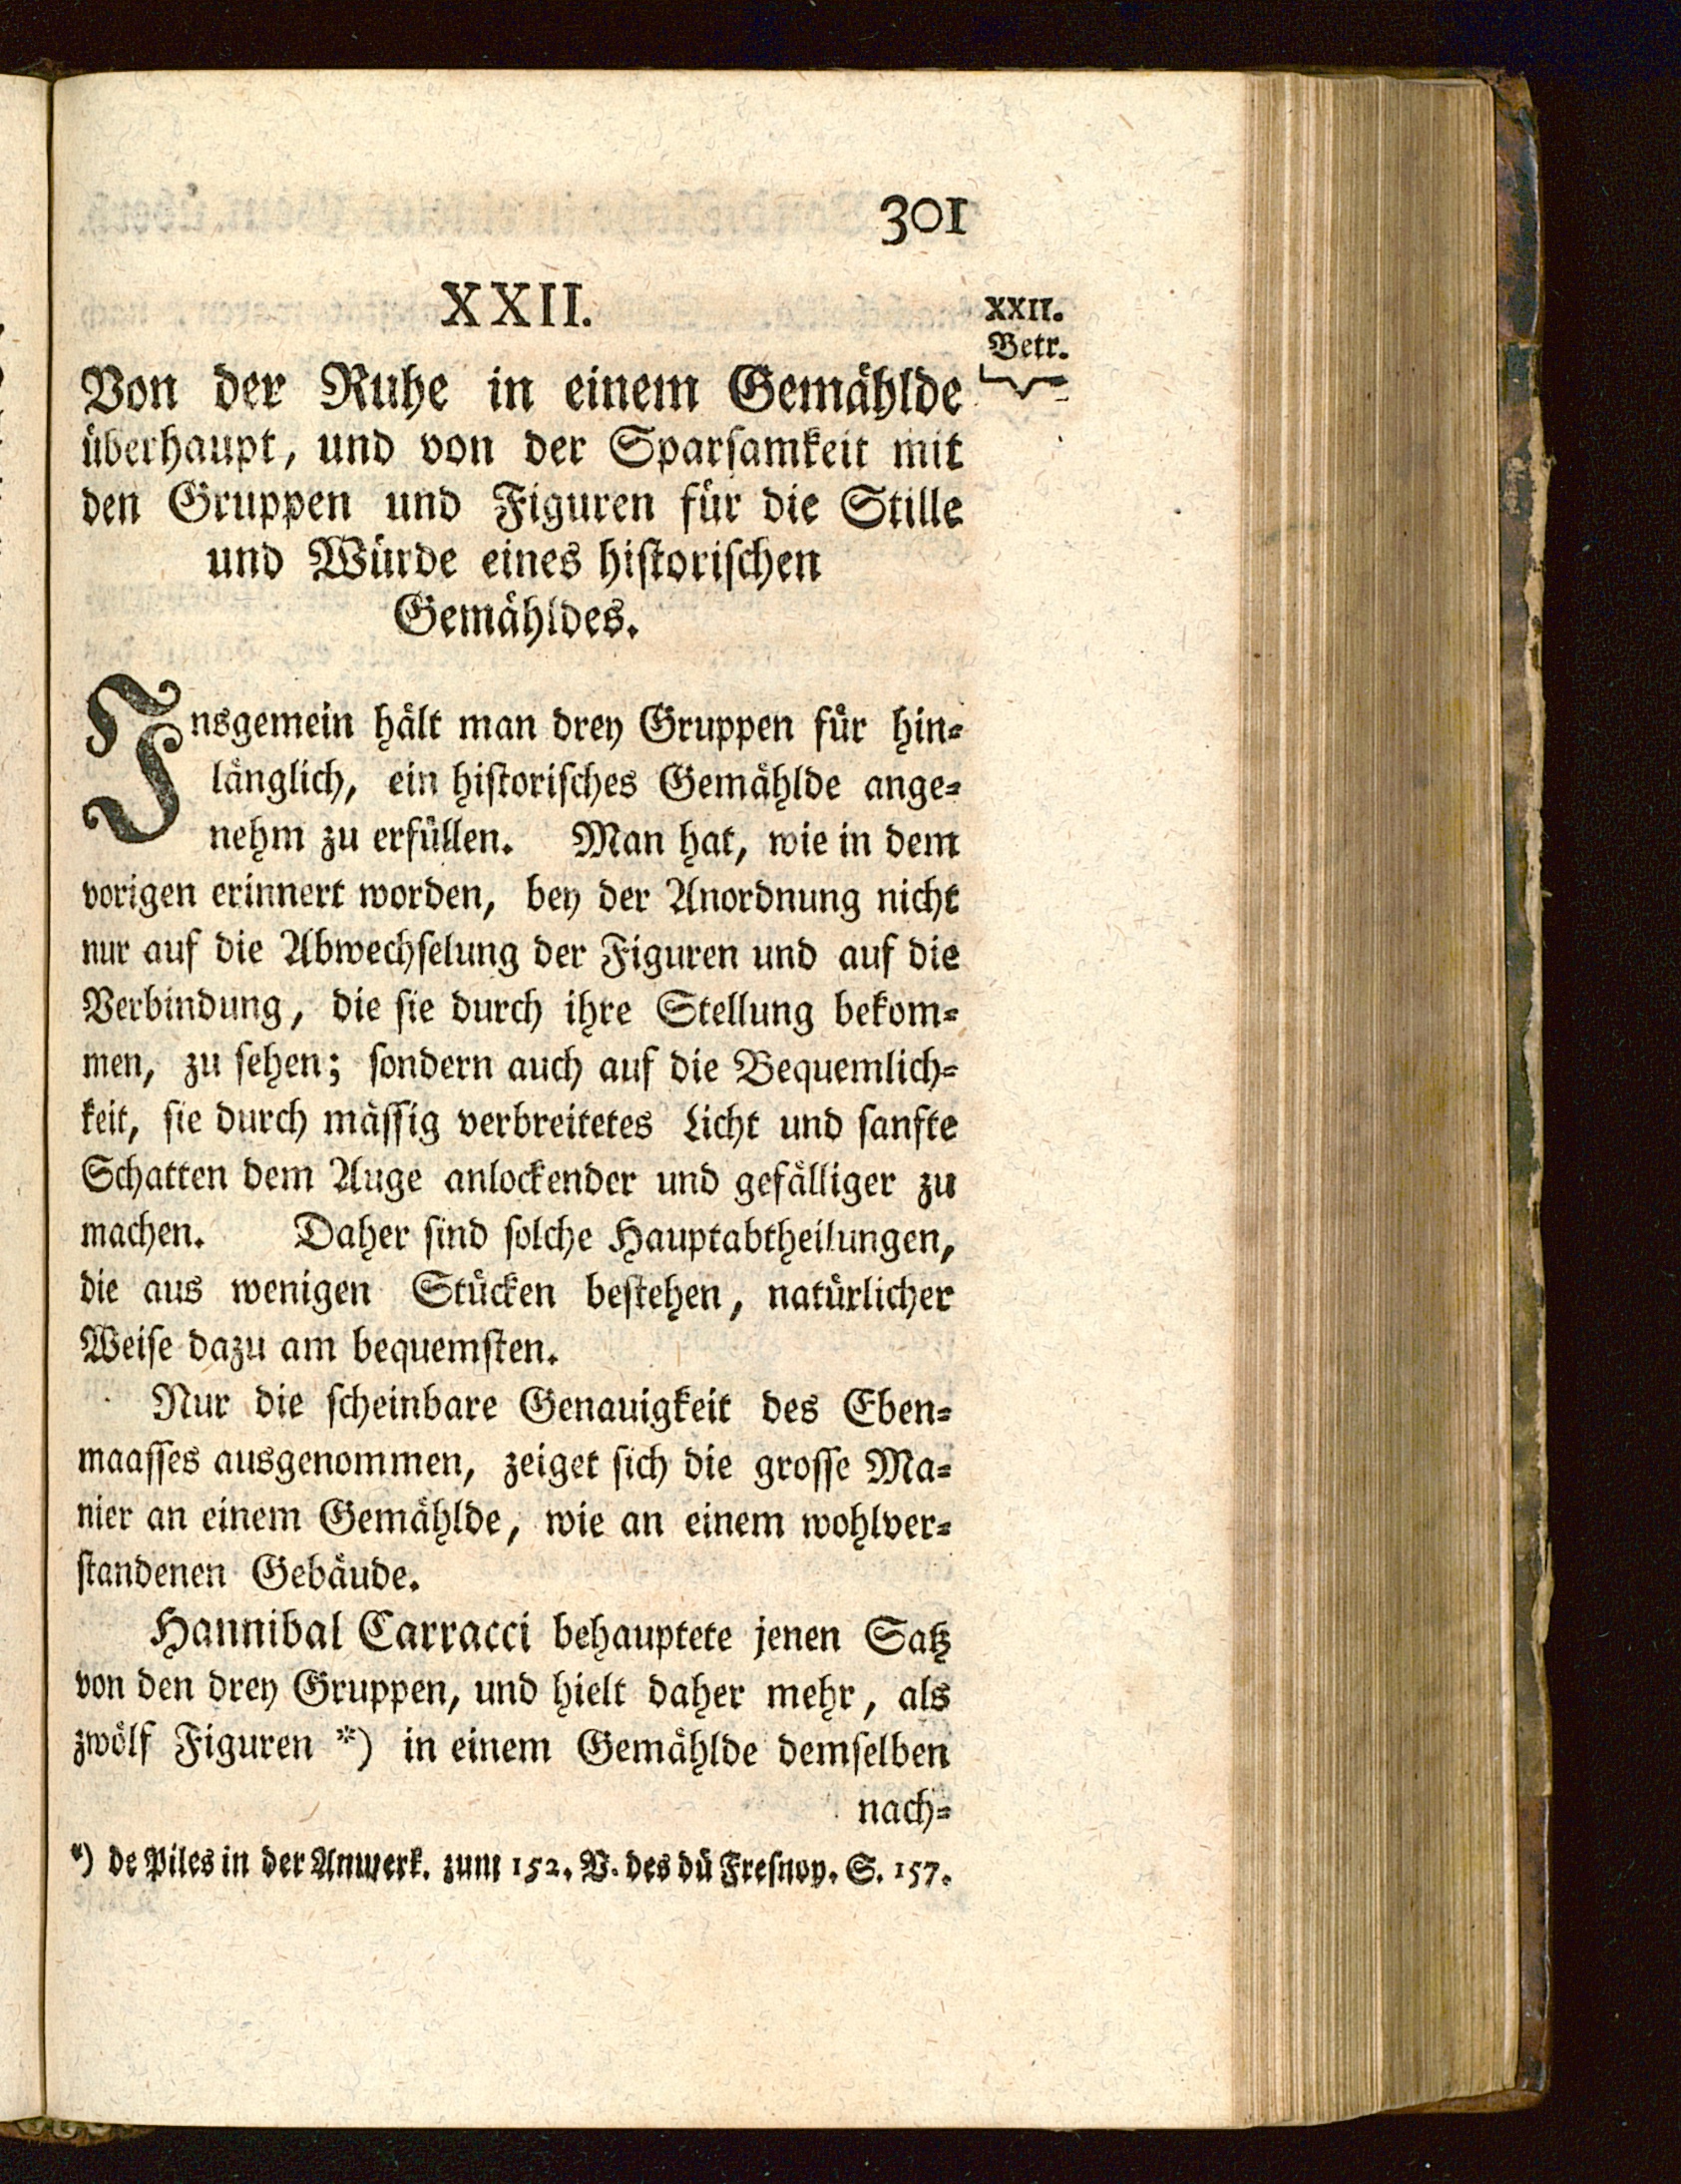 301
XXII.
XXII.
Betr.
Von der Ruhe in einem Gemählde
überhaupt, und von der Sparsamkeit mit
den Gruppen und Figuren für die Stille
und Würde eines historischen
Gemähldes.
Insgemein hält man drey Gruppen für hin-
länglich, ein historisches Gemählde ange-
nehm zu erfüllen. Man hat, wie in dem
vorigen erinnert worden, bey der Anordnung nicht
nur auf die Abwechselung der Figuren und auf die
Verbindung, die sie durch ihre Stellung bekom-
men, zu sehen; sondern auch auf die Bequemlich-
keit, sie durch mässig verbreitetes Licht und sanfte
Schatten dem Auge anlockender und gefälliger zu
machen. Daher sind solche Hauptabtheilungen,
die aus wenigen Stücken bestehen, natürlicher
Weise dazu am bequemsten.
Nur die scheinbare Genauigkeit des Eben-
maasses ausgenommen, zeiget sich die grosse Ma-
nier an einem Gemählde, wie an einem wohlver-
standenen Gebäude.
Hannibal Carracci behauptete jenen Satz
von den drey Gruppen, und hielt daher mehr, als
zwölf Figuren *) in einem Gemählde demselben
nach-
*) de Piles in der Anmerk. zum 152. V. des dü Fresnoy. S. 157.